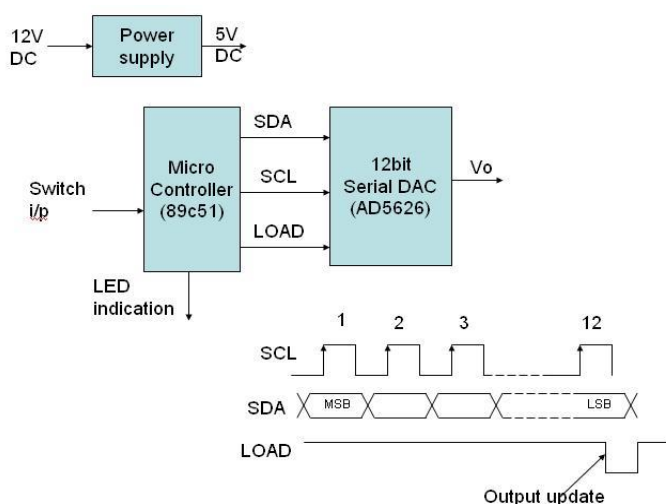 12V
DC
Power
supply
5V
DC
Switch
i/p
Micro
Controller
(89c51)
SDA
SCL
LOAD
12bit
Serial DAC
(AD5626)
Vo
LED
indication
1
2
3
12
SCL
SDA
MSB
LSB
LOAD
Output update